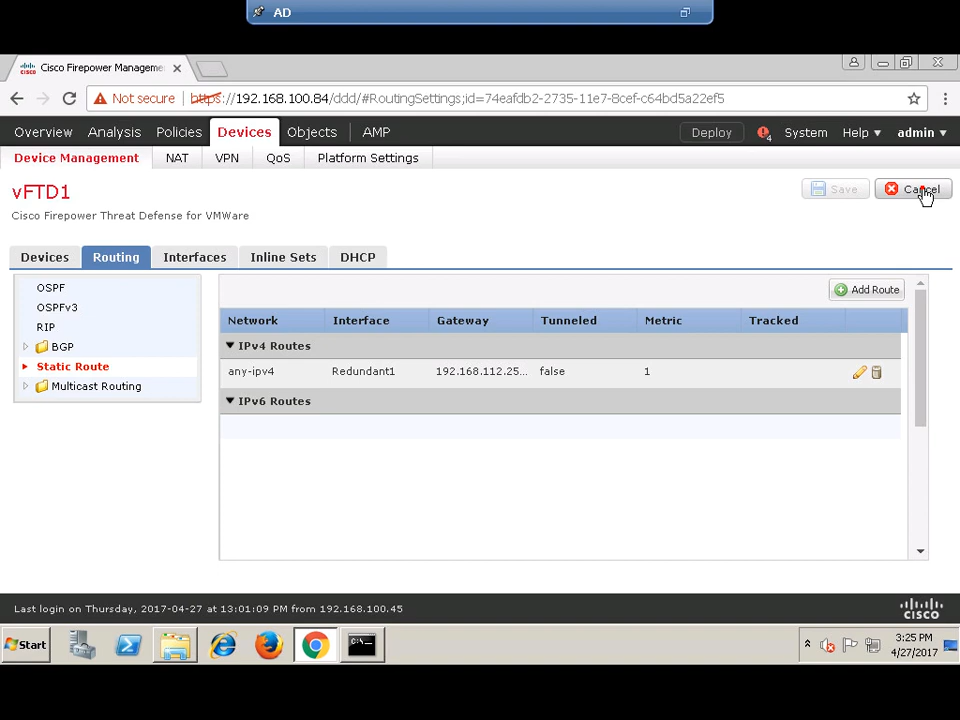 AD
Cisco Firepower Manageme
Not secure https://192.168.100.84/ddd/#RoutingSettings;id=74eafdb2-2735-11e7-8cef-c64bd5a22ef5
Overview Analysis Policies Devices Objects AMP Deploy 4 System Help admin
Device Management NAT VPN QoS Platform Settings
vFTD1 Save Cancel
Cisco Firepower Threat Defense for VMWare
Devices Routing Interfaces Inline Sets DHCP
OSPF
OSPFv3
RIP
BGP
Static Route
Multicast Routing
Add Route
Network Interface Gateway Tunneled Metric Tracked
IPv4 Routes
any-ipv4 Redundant1 192.168.112.25... false 1
IPv6 Routes
Last login on Thursday, 2017-04-27 at 13:01:09 PM from 192.168.100.45
CISCO
Start
C:\
3:25 PM
4/27/2017